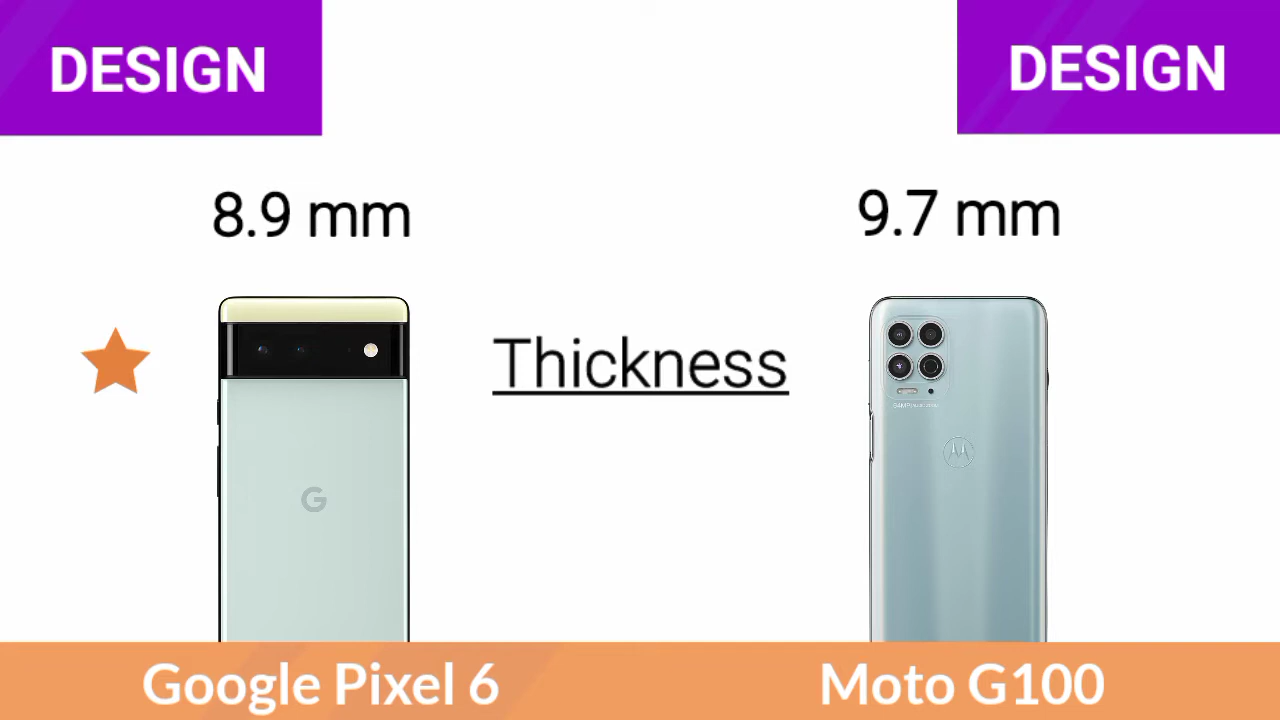 DESIGN
DESIGN
8.9 mm
9.7 mm
Thickness
G
Google Pixel 6
Moto G100